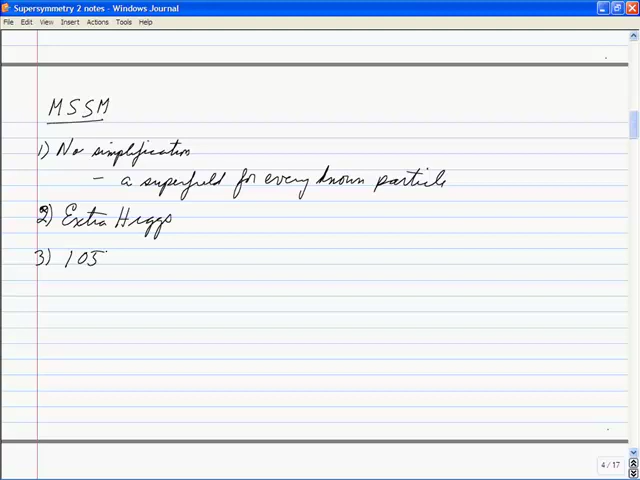 Supersymmetry 2 notes - Windows Journal
File Edit View Insert Actions Tools Help
MSSM
1) No simplification
- a superfield for every known particle
2) Extra Higgs
3) 105
4 / 17